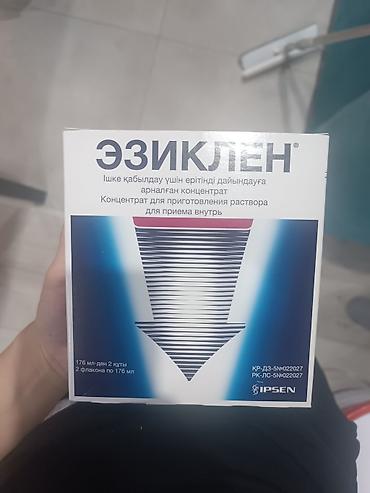 ЭЗИКЛЕН®
Ішке қабылдау үшін ерітінді дайындауға
арналған концентрат
Концентрат для приготовления раствора
для приема внутрь
176 мл-ден 2 құты
2 флакона по 176 мл
ҚР-ДЗ-5№022027
РК-ЛС-5№022027
IPSEN